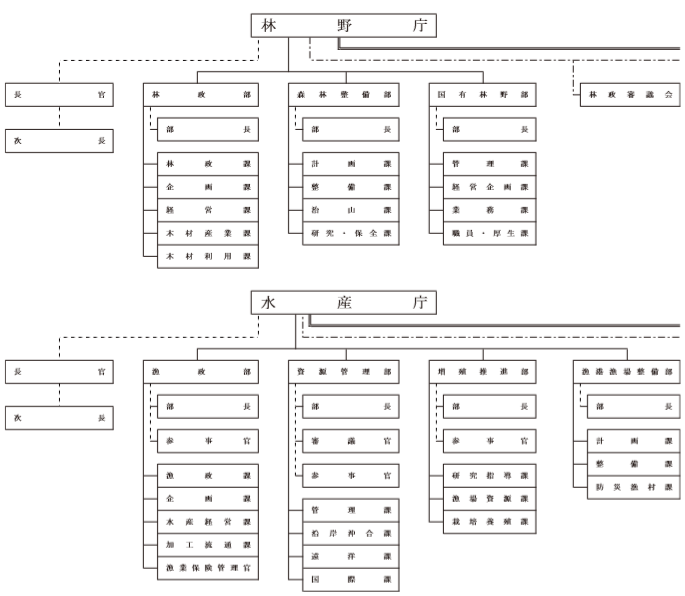 林野庁
長官
次長
林政部
部長
林政課
企画課
経営課
木材産業課
木材利用課
森林整備部
部長
計画課
整備課
治山課
研究・保全課
国有林野部
部長
管理課
経営企画課
業務課
職員・厚生課
林政審議会
水産庁
長官
次長
漁政部
部長
参事官
漁政課
企画課
水産経営課
加工流通課
漁業保険管理官
資源管理部
部長
審議官
参事官
管理課
沿岸沖合課
遠洋課
国際課
増殖推進部
部長
参事官
研究指導課
漁場資源課
栽培養殖課
漁港漁場整備部
部長
計画課
整備課
防災漁村課